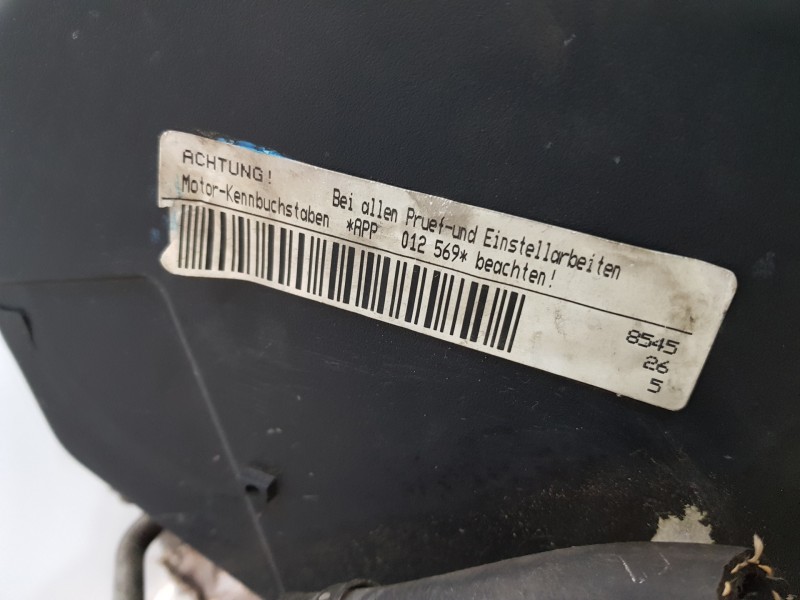 ACHTUNG! Bei allen Pruef-und Einstellarbeiten
Motor-Kennbuchstaben *APP 012 569* beachten!
8545
26
5